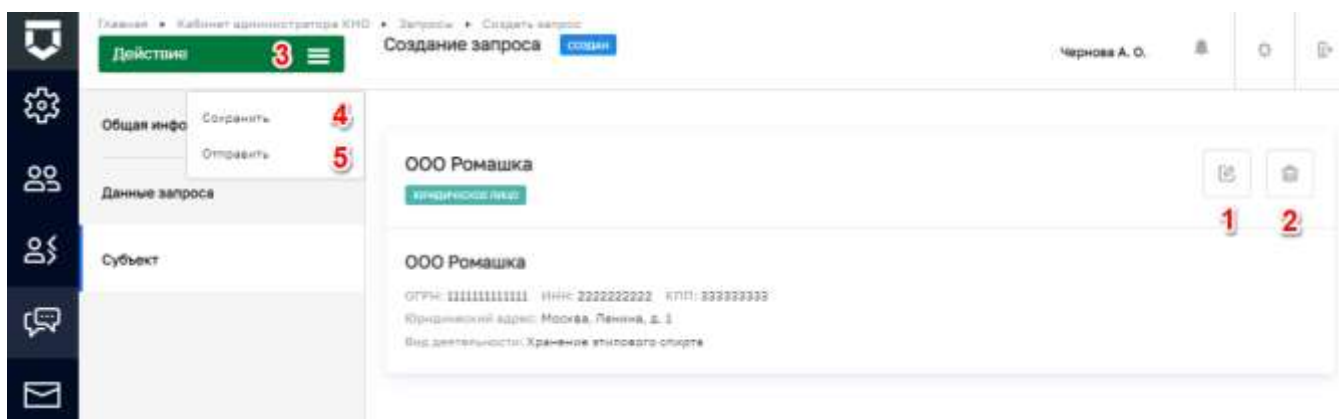 Главная • Кабинет администратора КНО • Запросы • Создать запрос
Действие 3
Создание запроса создан
Чернова А. О.
Сохранить 4
Отправить 5
Общая инфо
Данные запроса
Субъект
ООО Ромашка
юридическое лицо
1 2
ООО Ромашка
ОГРН: 1111111111111 ИНН: 2222222222 КПП: 333333333
Юридический адрес: Москва, Ленина, д. 1
Вид деятельности: Хранение этилового спирта